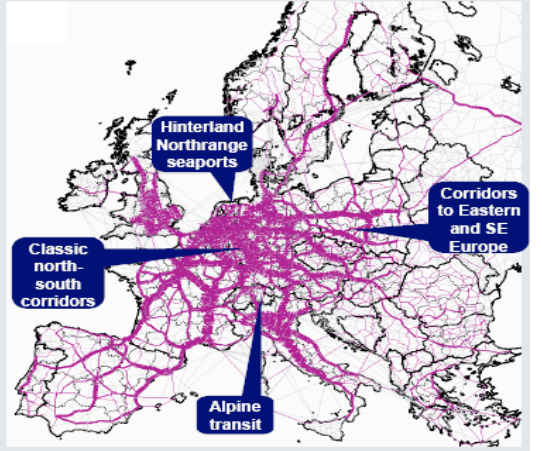 Hinterland
Northrange
seaports
Corridors
to Eastern
and SE
Europe
Classic
north-
south
corridors
Alpine
transit